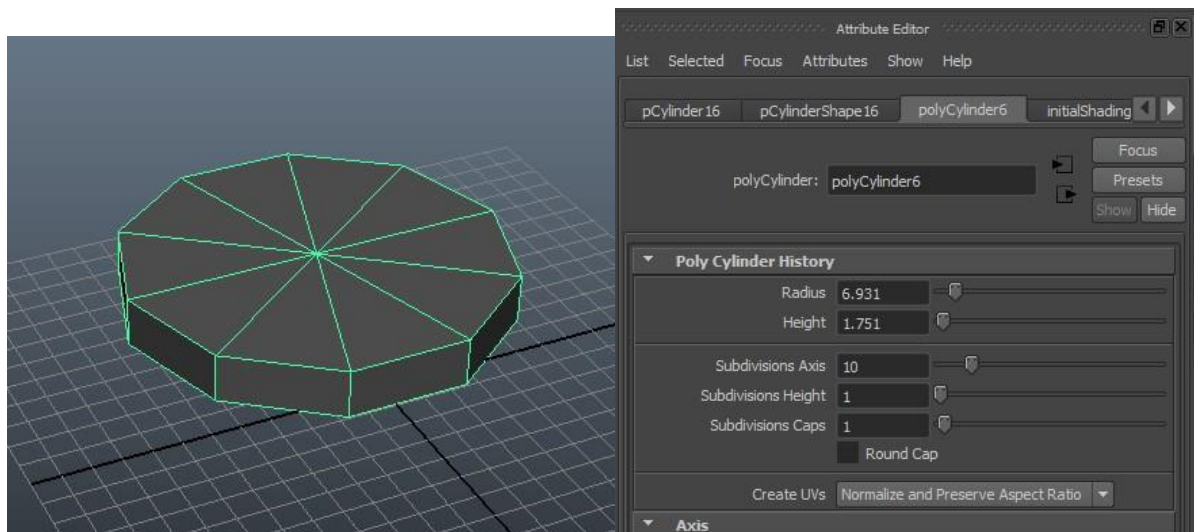 Attribute Editor
List Selected Focus Attributes Show Help
pCylinder16 pCylinderShape16 polyCylinder6 initialShading
Focus
polyCylinder: polyCylinder6 Presets
Show Hide
Poly Cylinder History
Radius 6.931
Height 1.751
Subdivisions Axis 10
Subdivisions Height 1
Subdivisions Caps 1
Round Cap
Create UVs Normalize and Preserve Aspect Ratio
Axis